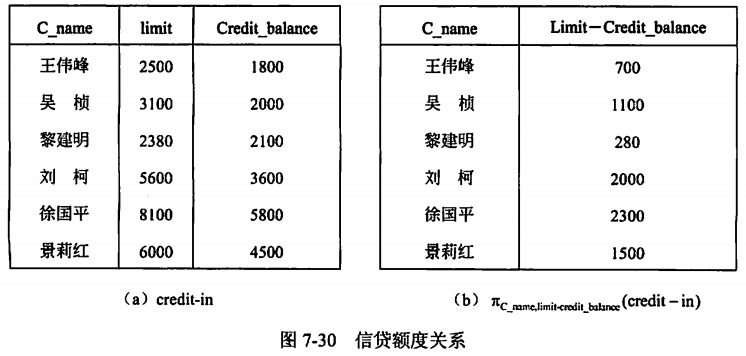 C_name limit Credit_balance
王伟峰 2500 1800
吴 桢 3100 2000
黎建明 2380 2100
刘 柯 5600 3600
徐国平 8100 5800
景莉红 6000 4500
(a) credit-in
C_name Limit-Credit_balance
王伟峰 700
吴 桢 1100
黎建明 280
刘 柯 2000
徐国平 2300
景莉红 1500
(b) πC_name,limit-credit_balance(credit-in)
图 7-30 信贷额度关系